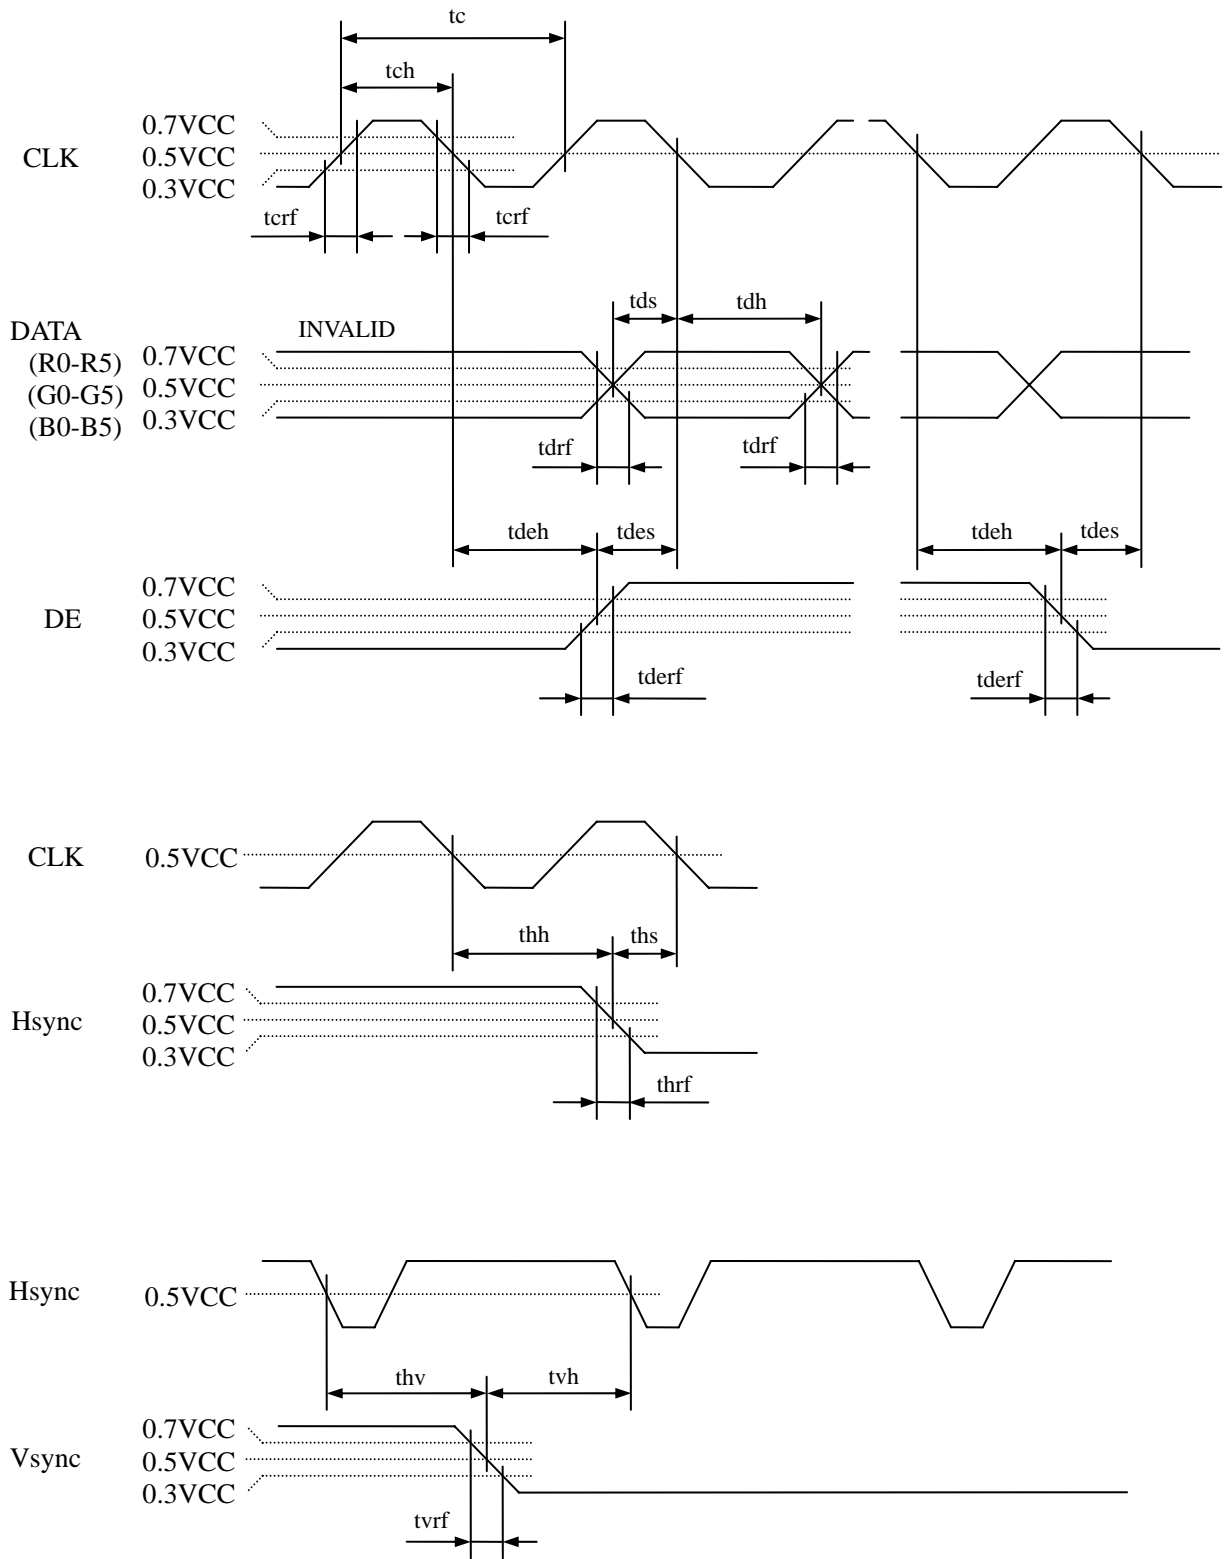 tc
tch
0.7VCC
CLK 0.5VCC
0.3VCC
tcrf tcrf
tds tdh
DATA INVALID
(R0-R5) 0.7VCC
(G0-G5) 0.5VCC
(B0-B5) 0.3VCC
tdrf tdrf
tdeh tdes tdeh tdes
0.7VCC
DE 0.5VCC
0.3VCC
tderf tderf
CLK 0.5VCC
thh ths
0.7VCC
Hsync 0.5VCC
0.3VCC
thrf
Hsync 0.5VCC
thv tvh
0.7VCC
Vsync 0.5VCC
0.3VCC
tvrf